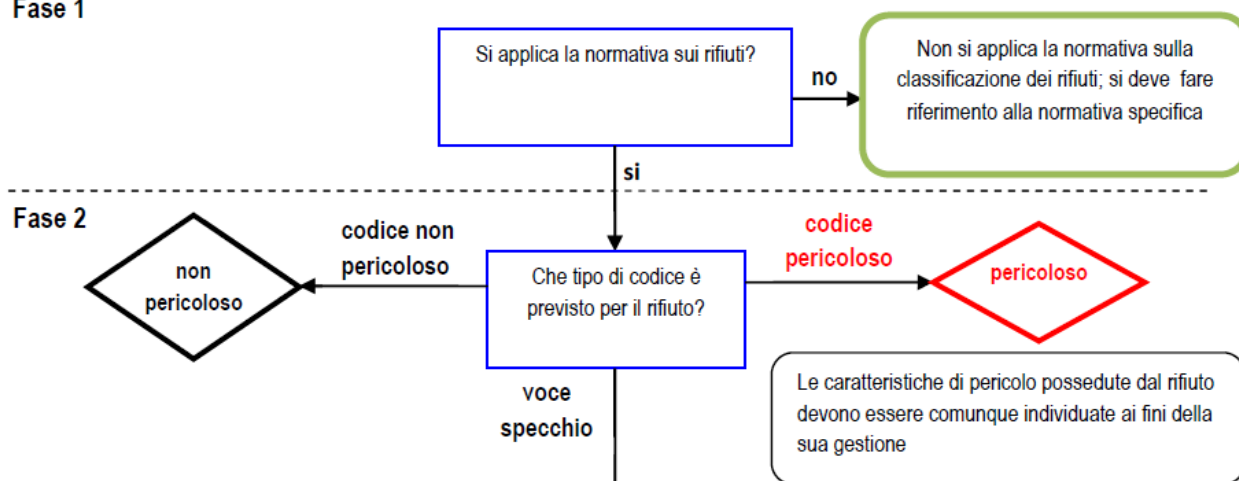 Fase 1
Si applica la normativa sui rifiuti?
no
Non si applica la normativa sulla
classificazione dei rifiuti; si deve fare
riferimento alla normativa specifica
si
Fase 2
codice non
pericoloso
non
pericoloso
Che tipo di codice è
previsto per il rifiuto?
codice
pericoloso
pericoloso
voce
specchio
Le caratteristiche di pericolo possedute dal rifiuto
devono essere comunque individuate ai fini della
sua gestione